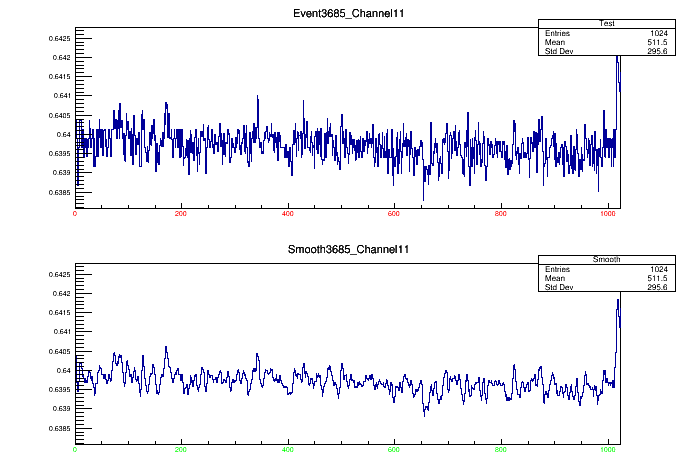 Event3685_Channel11
Test
Entries 1024
Mean 511.5
Std Dev 295.6
0.6425
0.642
0.6415
0.641
0.6405
0.64
0.6395
0.639
0.6385
0 200 400 600 800 1000
Smooth3685_Channel11
Smooth
Entries 1024
Mean 511.5
Std Dev 295.6
0.6425
0.642
0.6415
0.641
0.6405
0.64
0.6395
0.639
0.6385
0 200 400 600 800 1000